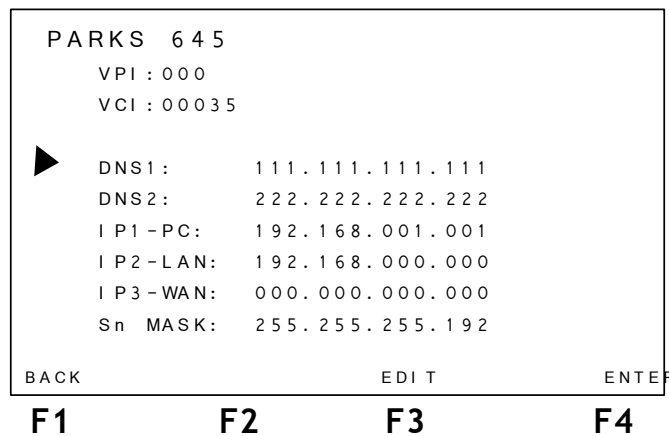 PARKS 645
VPI:000
VCI:00035
DNS1: 111.111.111.111
DNS2: 222.222.222.222
IP1-PC: 192.168.001.001
IP2-LAN: 192.168.000.000
IP3-WAN: 000.000.000.000
Sn MASK: 255.255.255.192
BACK EDIT ENTER
F1 F2 F3 F4